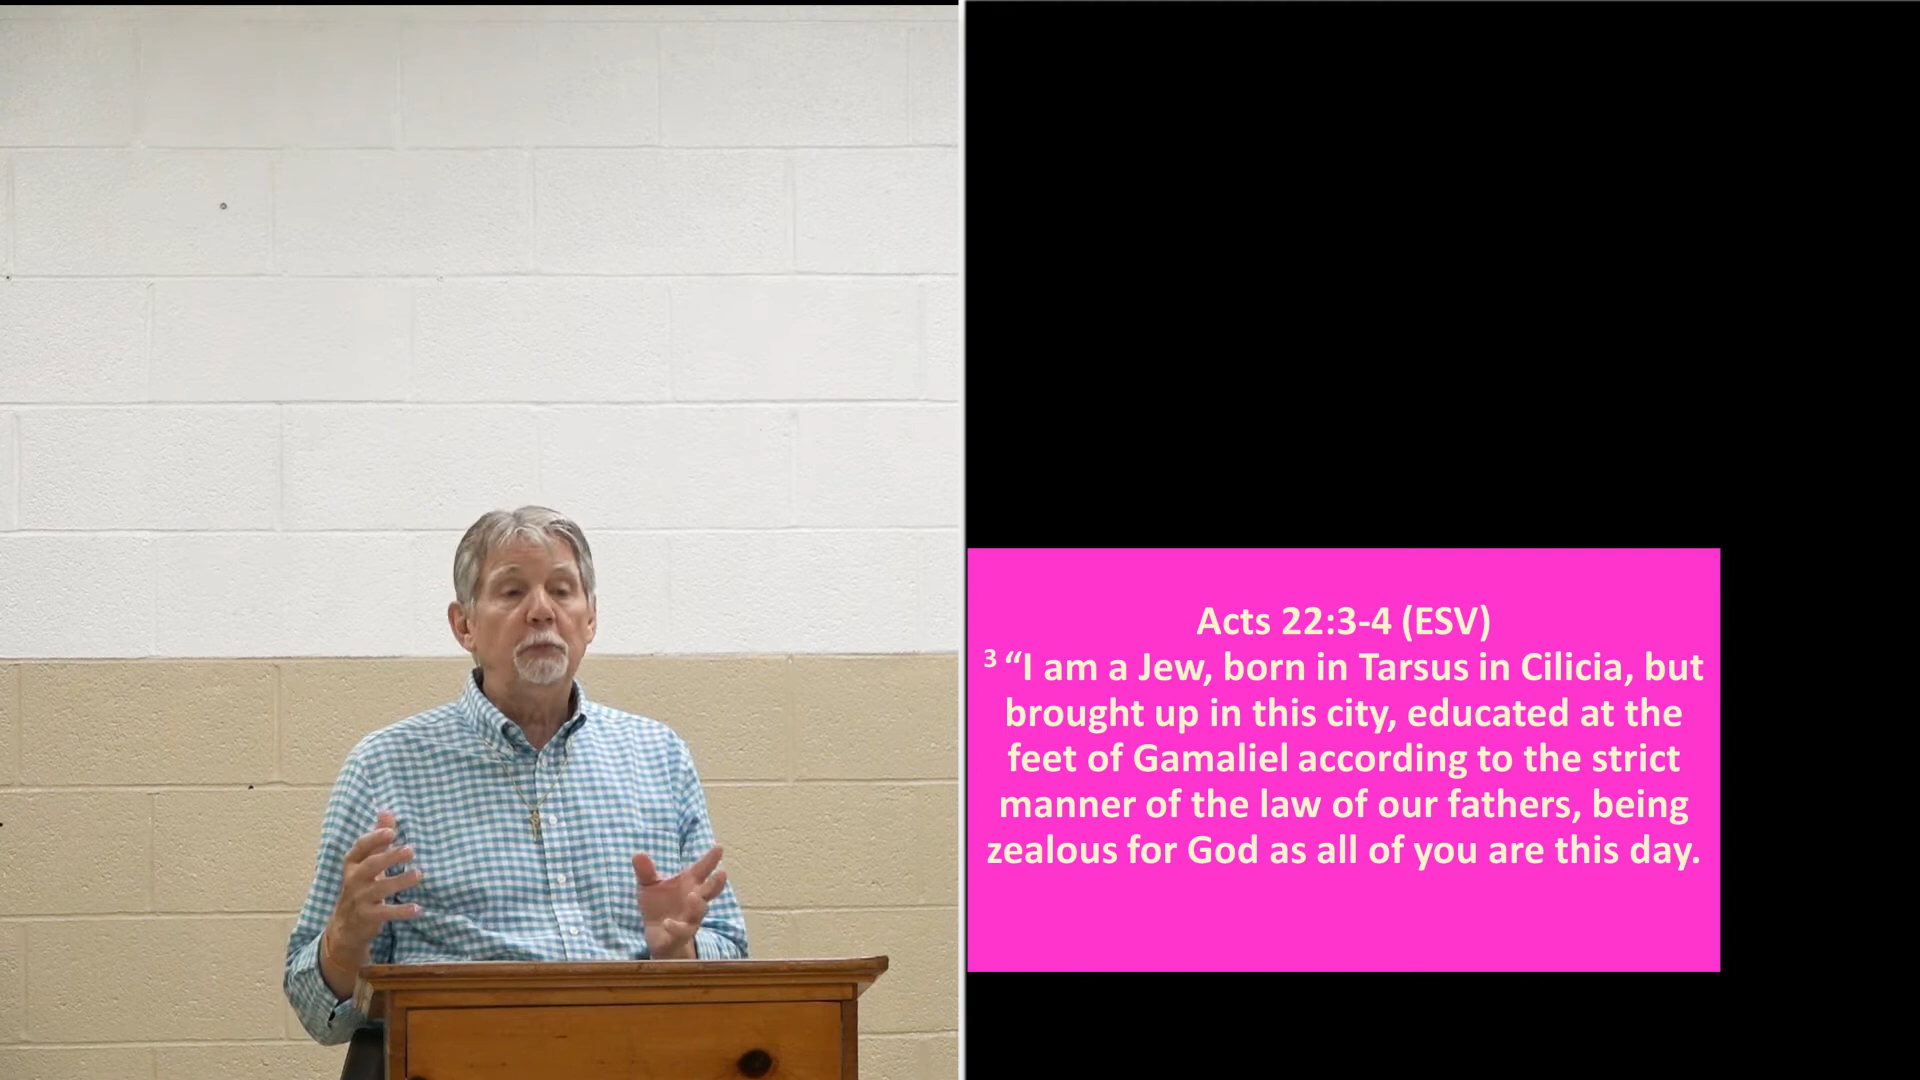 Acts 22:3-4 (ESV)
3 “I am a Jew, born in Tarsus in Cilicia, but
brought up in this city, educated at the
feet of Gamaliel according to the strict
manner of the law of our fathers, being
zealous for God as all of you are this day.